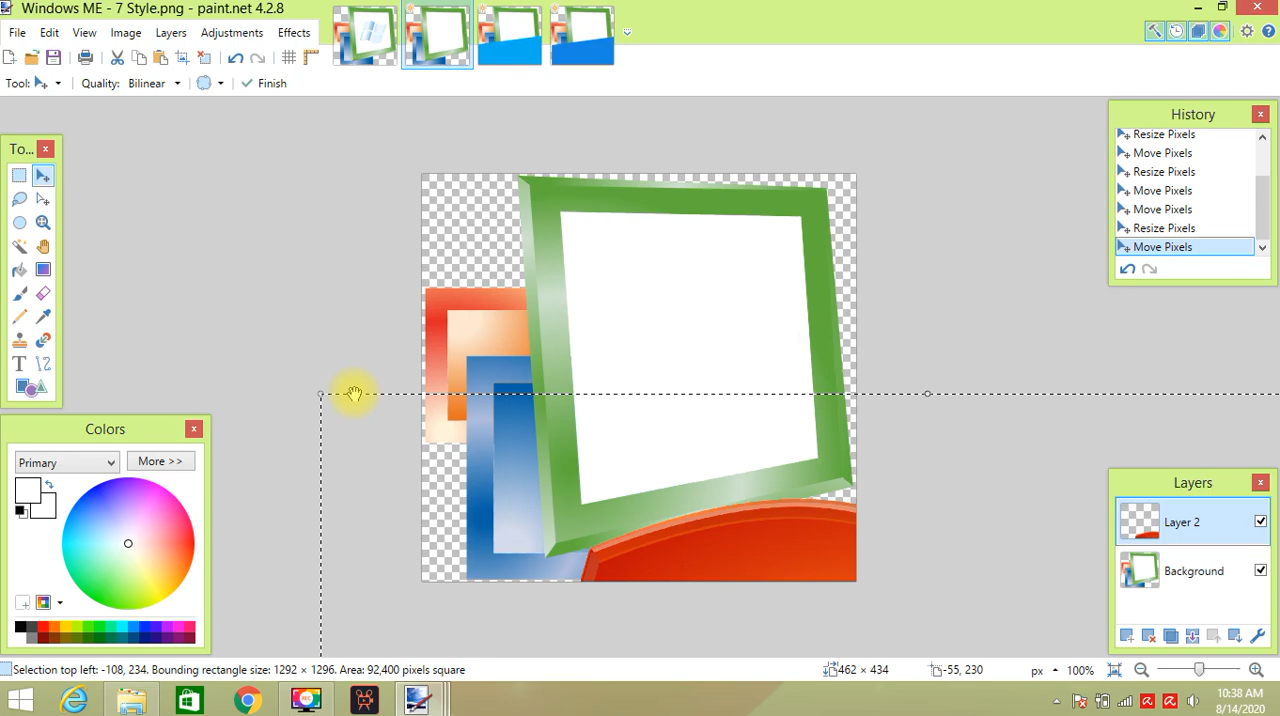 Windows ME - 7 Style.png - paint.net 4.2.8
File Edit View Image Layers Adjustments Effects
Tool: Quality: Bilinear Finish
To...
T
History
Resize Pixels
Move Pixels
Resize Pixels
Move Pixels
Move Pixels
Resize Pixels
Move Pixels
Colors
Primary More >>
Layers
Layer 2
Background
Selection top left: -108, 234. Bounding rectangle size: 1292 × 1296. Area: 92,400 pixels square 462 × 434 -55, 230 px 100%
REC
10:38 AM
8/14/2020